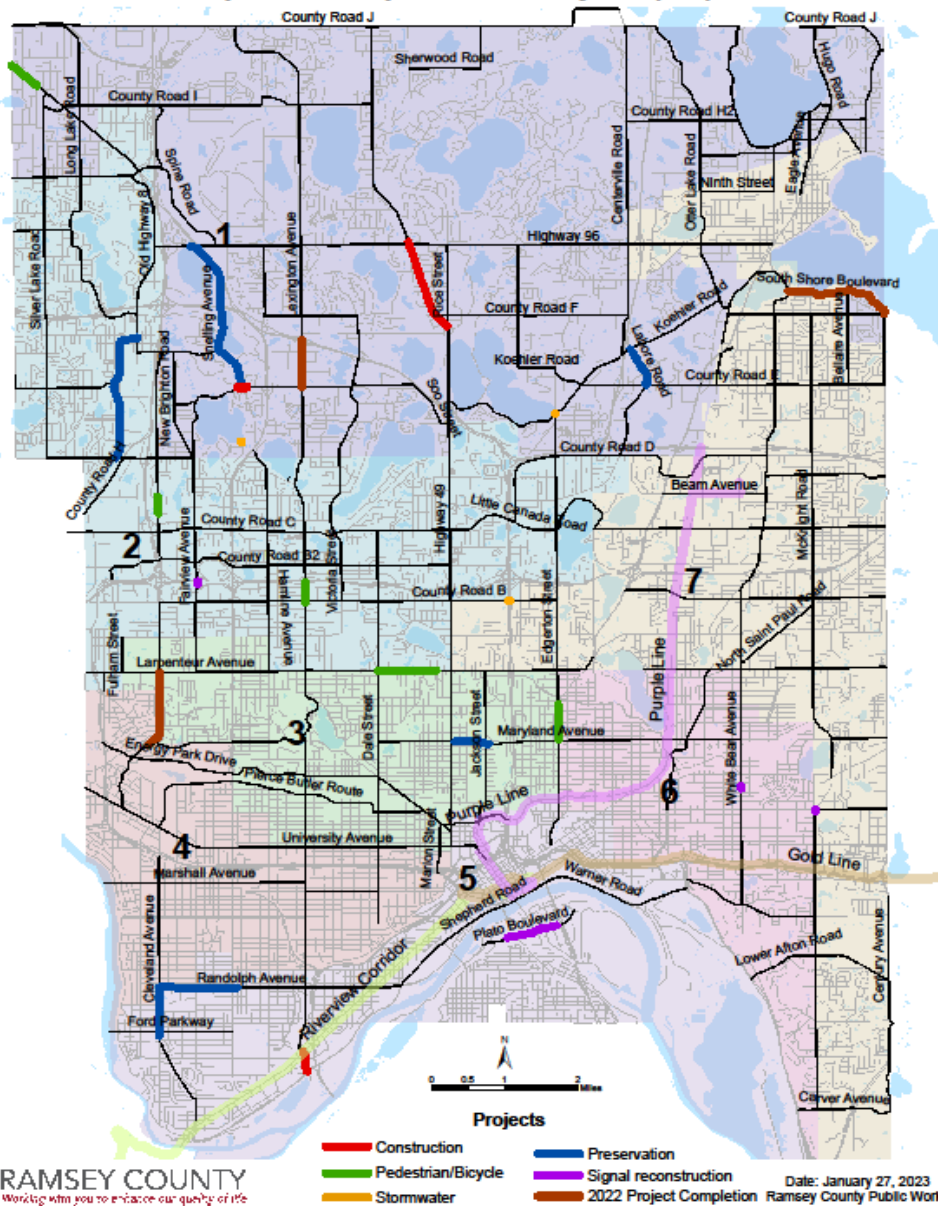 County Road J
County Road J
Sherwood Road
Hugo Road
Long Lake Road
County Road I
County Road H2
Centerville Road
Otter Lake Road
Eagle Avenue
Spine Road
Ninth Street
Old Highway 8
Silver Lake Road
Lexington Avenue
1
Highway 96
Snelling Avenue
Rice Street
South Shore Boulevard
County Road F
Koehler Road
New Brighton Road
Koehler Road
Labore Road
Bellaire Avenue
County Road E
Soo Street
County Road D
Beam Avenue
McKnight Road
Little Canada Road
Highway 49
County Road C
2
Fairview Avenue
County Road B2
Victoria Street
Hamline Avenue
County Road B
Edgerton Street
7
North Saint Paul Road
Fulham Street
Larpenteur Avenue
Purple Line
Dale Street
Jackson Street
Maryland Avenue
White Bear Avenue
3
Energy Park Drive
Pierce Butler Route
Purple Line
6
4
University Avenue
Marion Street
Gold Line
Marshall Avenue
5
Shepherd Road
Warner Road
Plato Boulevard
Cleveland Avenue
Randolph Avenue
Riverview Corridor
Lower Afton Road
Century Avenue
Ford Parkway
N
0 0.5 1 2
Miles
Carver Avenue
Projects
Construction
Preservation
Pedestrian/Bicycle
Signal reconstruction
Stormwater
2022 Project Completion
RAMSEY COUNTY
Working with you to enhance our quality of life
Date: January 27, 2023
Ramsey County Public Wor